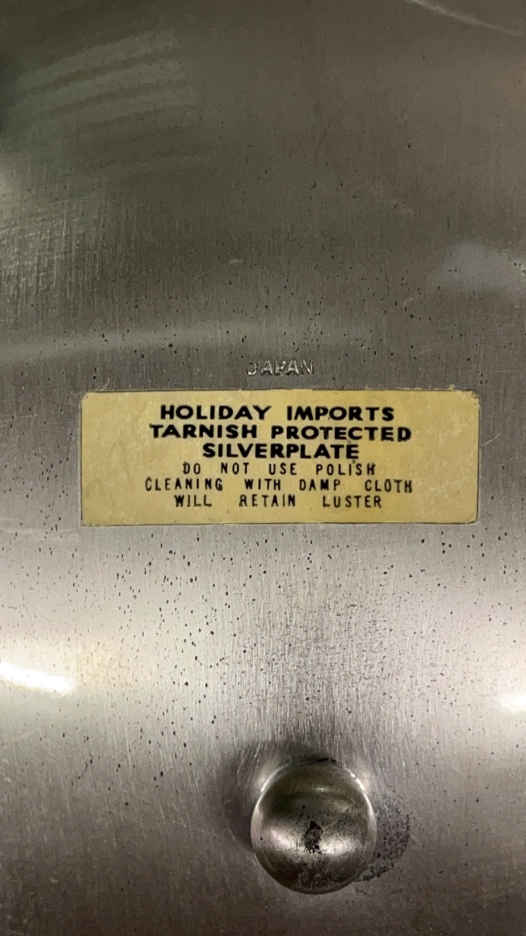 JAPAN
HOLIDAY IMPORTS
TARNISH PROTECTED
SILVERPLATE
DO NOT USE POLISH
CLEANING WITH DAMP CLOTH
WILL RETAIN LUSTER